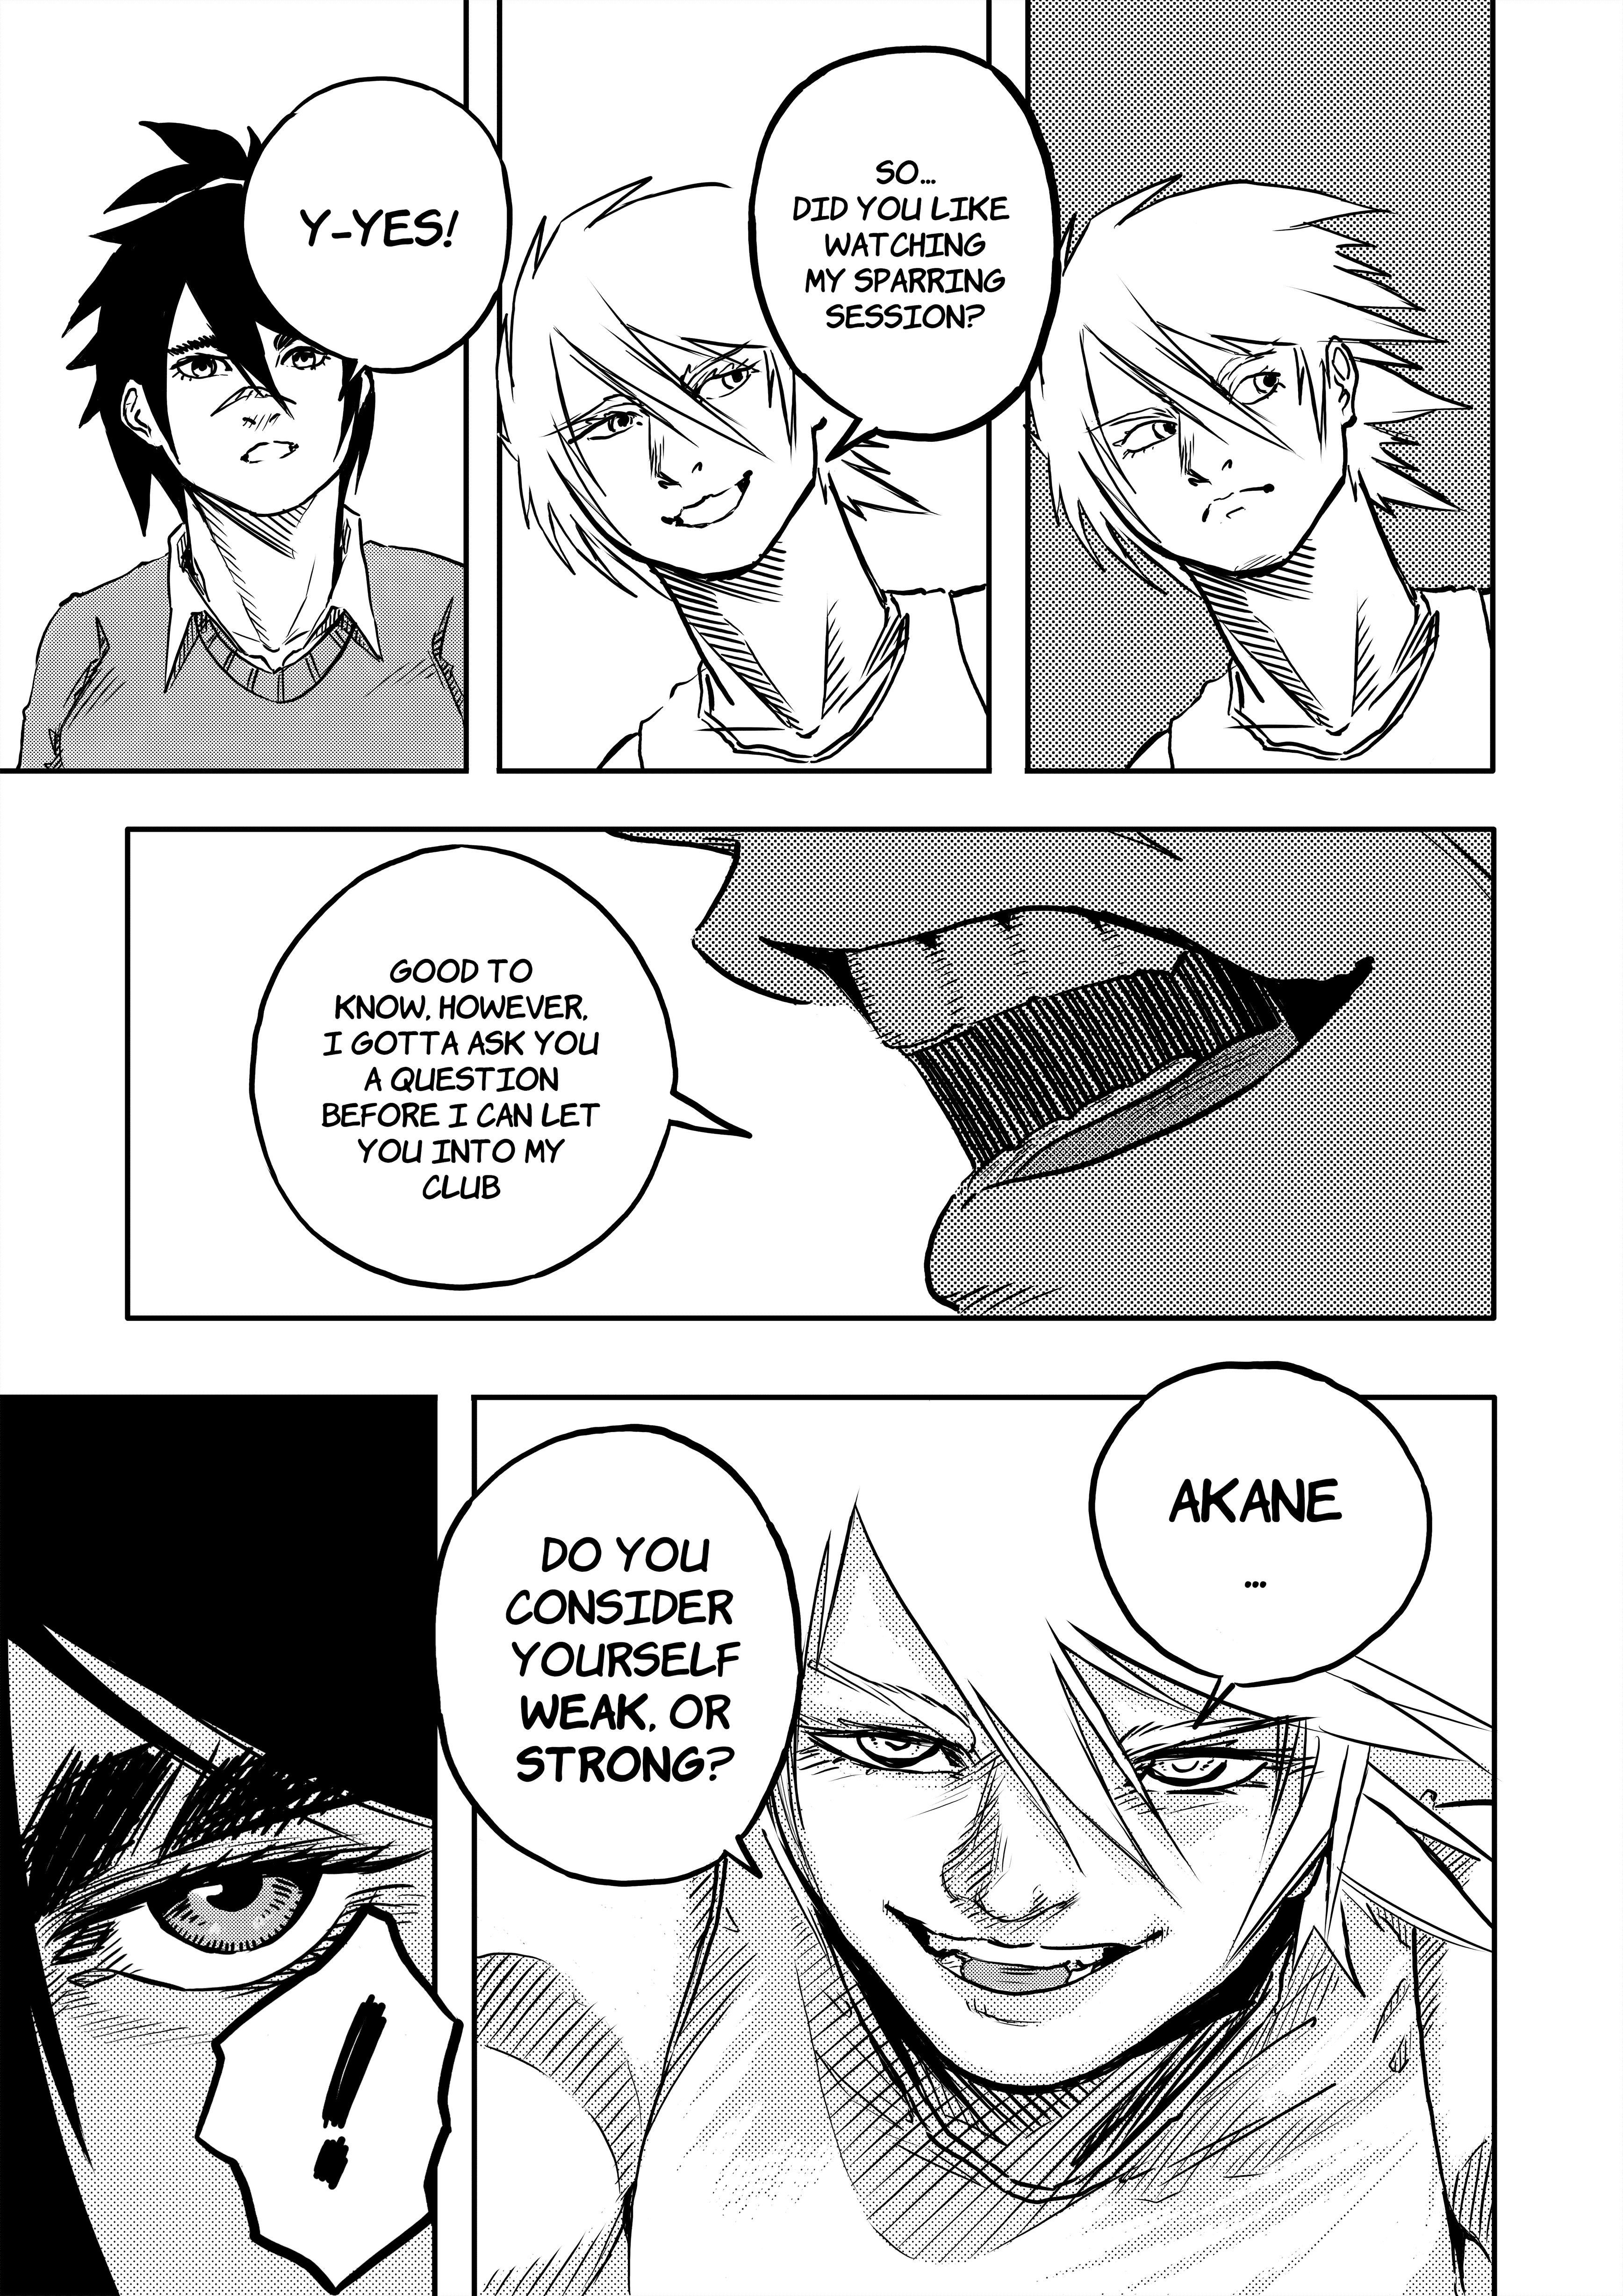 SO...
DID YOU LIKE
WATCHING
MY SPARRING
SESSION?
Y-YES!
GOOD TO
KNOW, HOWEVER,
I GOTTA ASK YOU
A QUESTION
BEFORE I CAN LET
YOU INTO MY
CLUB
AKANE
...
DO YOU
CONSIDER
YOURSELF
WEAK, OR
STRONG?
!